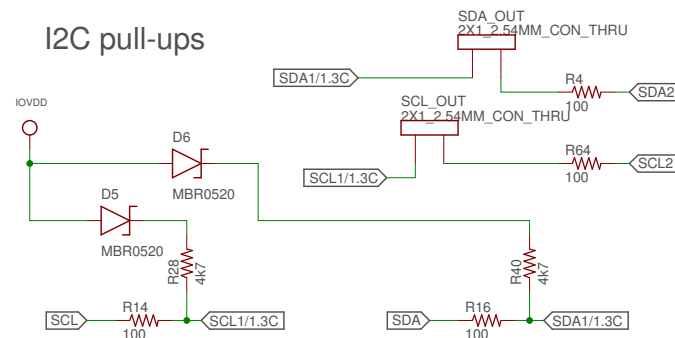 I2C pull-ups
SDA_OUT
2X1_2.54MM_CON_THRU
SDA1/1.3C
R4
100
SDA2
IOVDD
SCL_OUT
2X1_2.54MM_CON_THRU
D6
MBR0520
SCL1/1.3C
R64
100
SCL2
D5
MBR0520
R28
4k7
R40
4k7
SCL
R14
100
SCL1/1.3C
SDA
R16
100
SDA1/1.3C